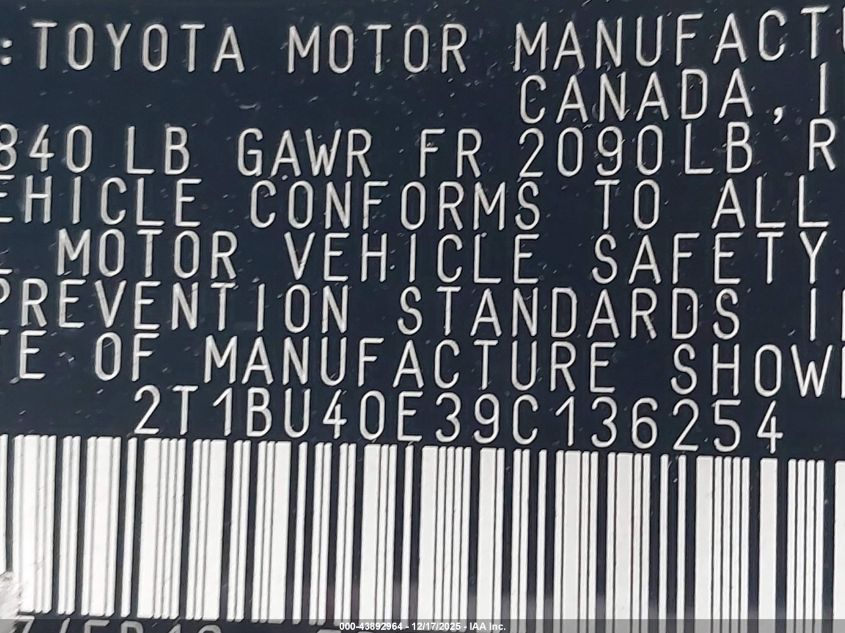 : TOYOTA MOTOR MANUFACTU
CANADA, I
840 LB GAWR FR 2090LB R
EHICLE CONFORMS TO ALL
MOTOR VEHICLE SAFETY
PREVENTION STANDARDS I
E OF MANUFACTURE SHOW
2T1BU40E39C136254
000-43892964 - 12/17/2025 - IAA Inc.